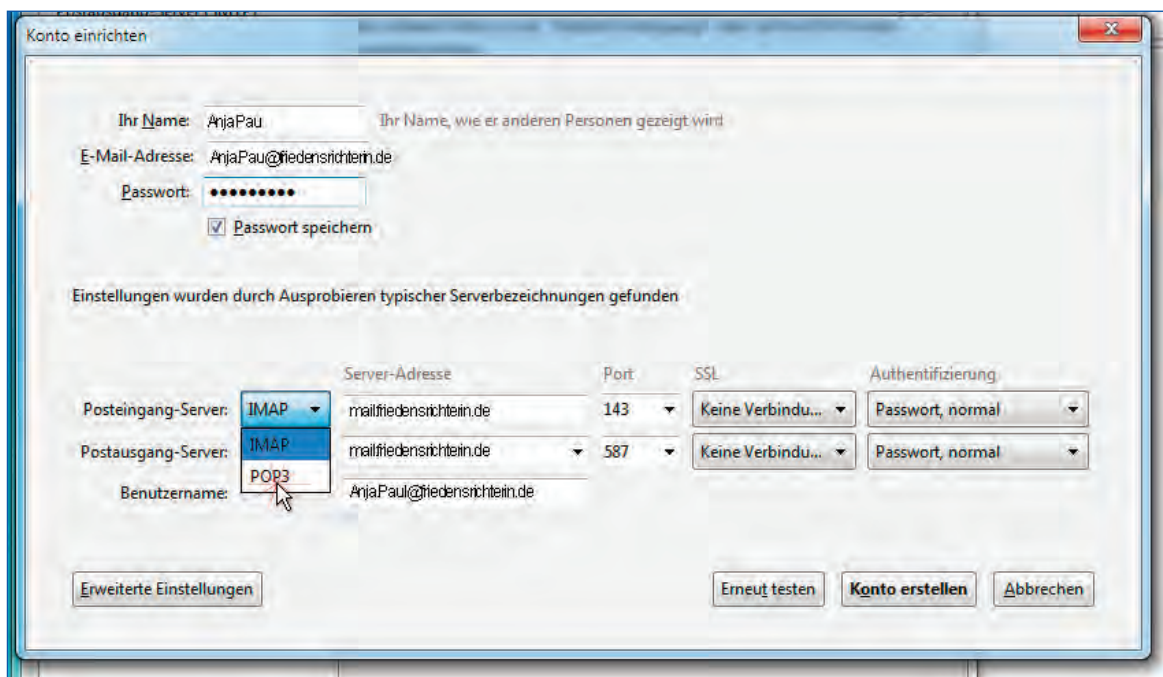 Konto einrichten
Ihr Name: AnjaPau Ihr Name, wie er anderen Personen gezeigt wird
E-Mail-Adresse: AnjaPau@friedensrichterin.de
Passwort: •••••••••
Passwort speichern
Einstellungen wurden durch Ausprobieren typischer Serverbezeichnungen gefunden
Server-Adresse Port SSL Authentifizierung
Posteingang-Server: IMAP mailfriedensrichterin.de 143 Keine Verbindu... Passwort, normal
IMAP
Postausgang-Server: mailfriedensrichterin.de 587 Keine Verbindu... Passwort, normal
POP3
Benutzername: AnjaPaul@friedensrichterin.de
Erweiterte Einstellungen Erneut testen Konto erstellen Abbrechen